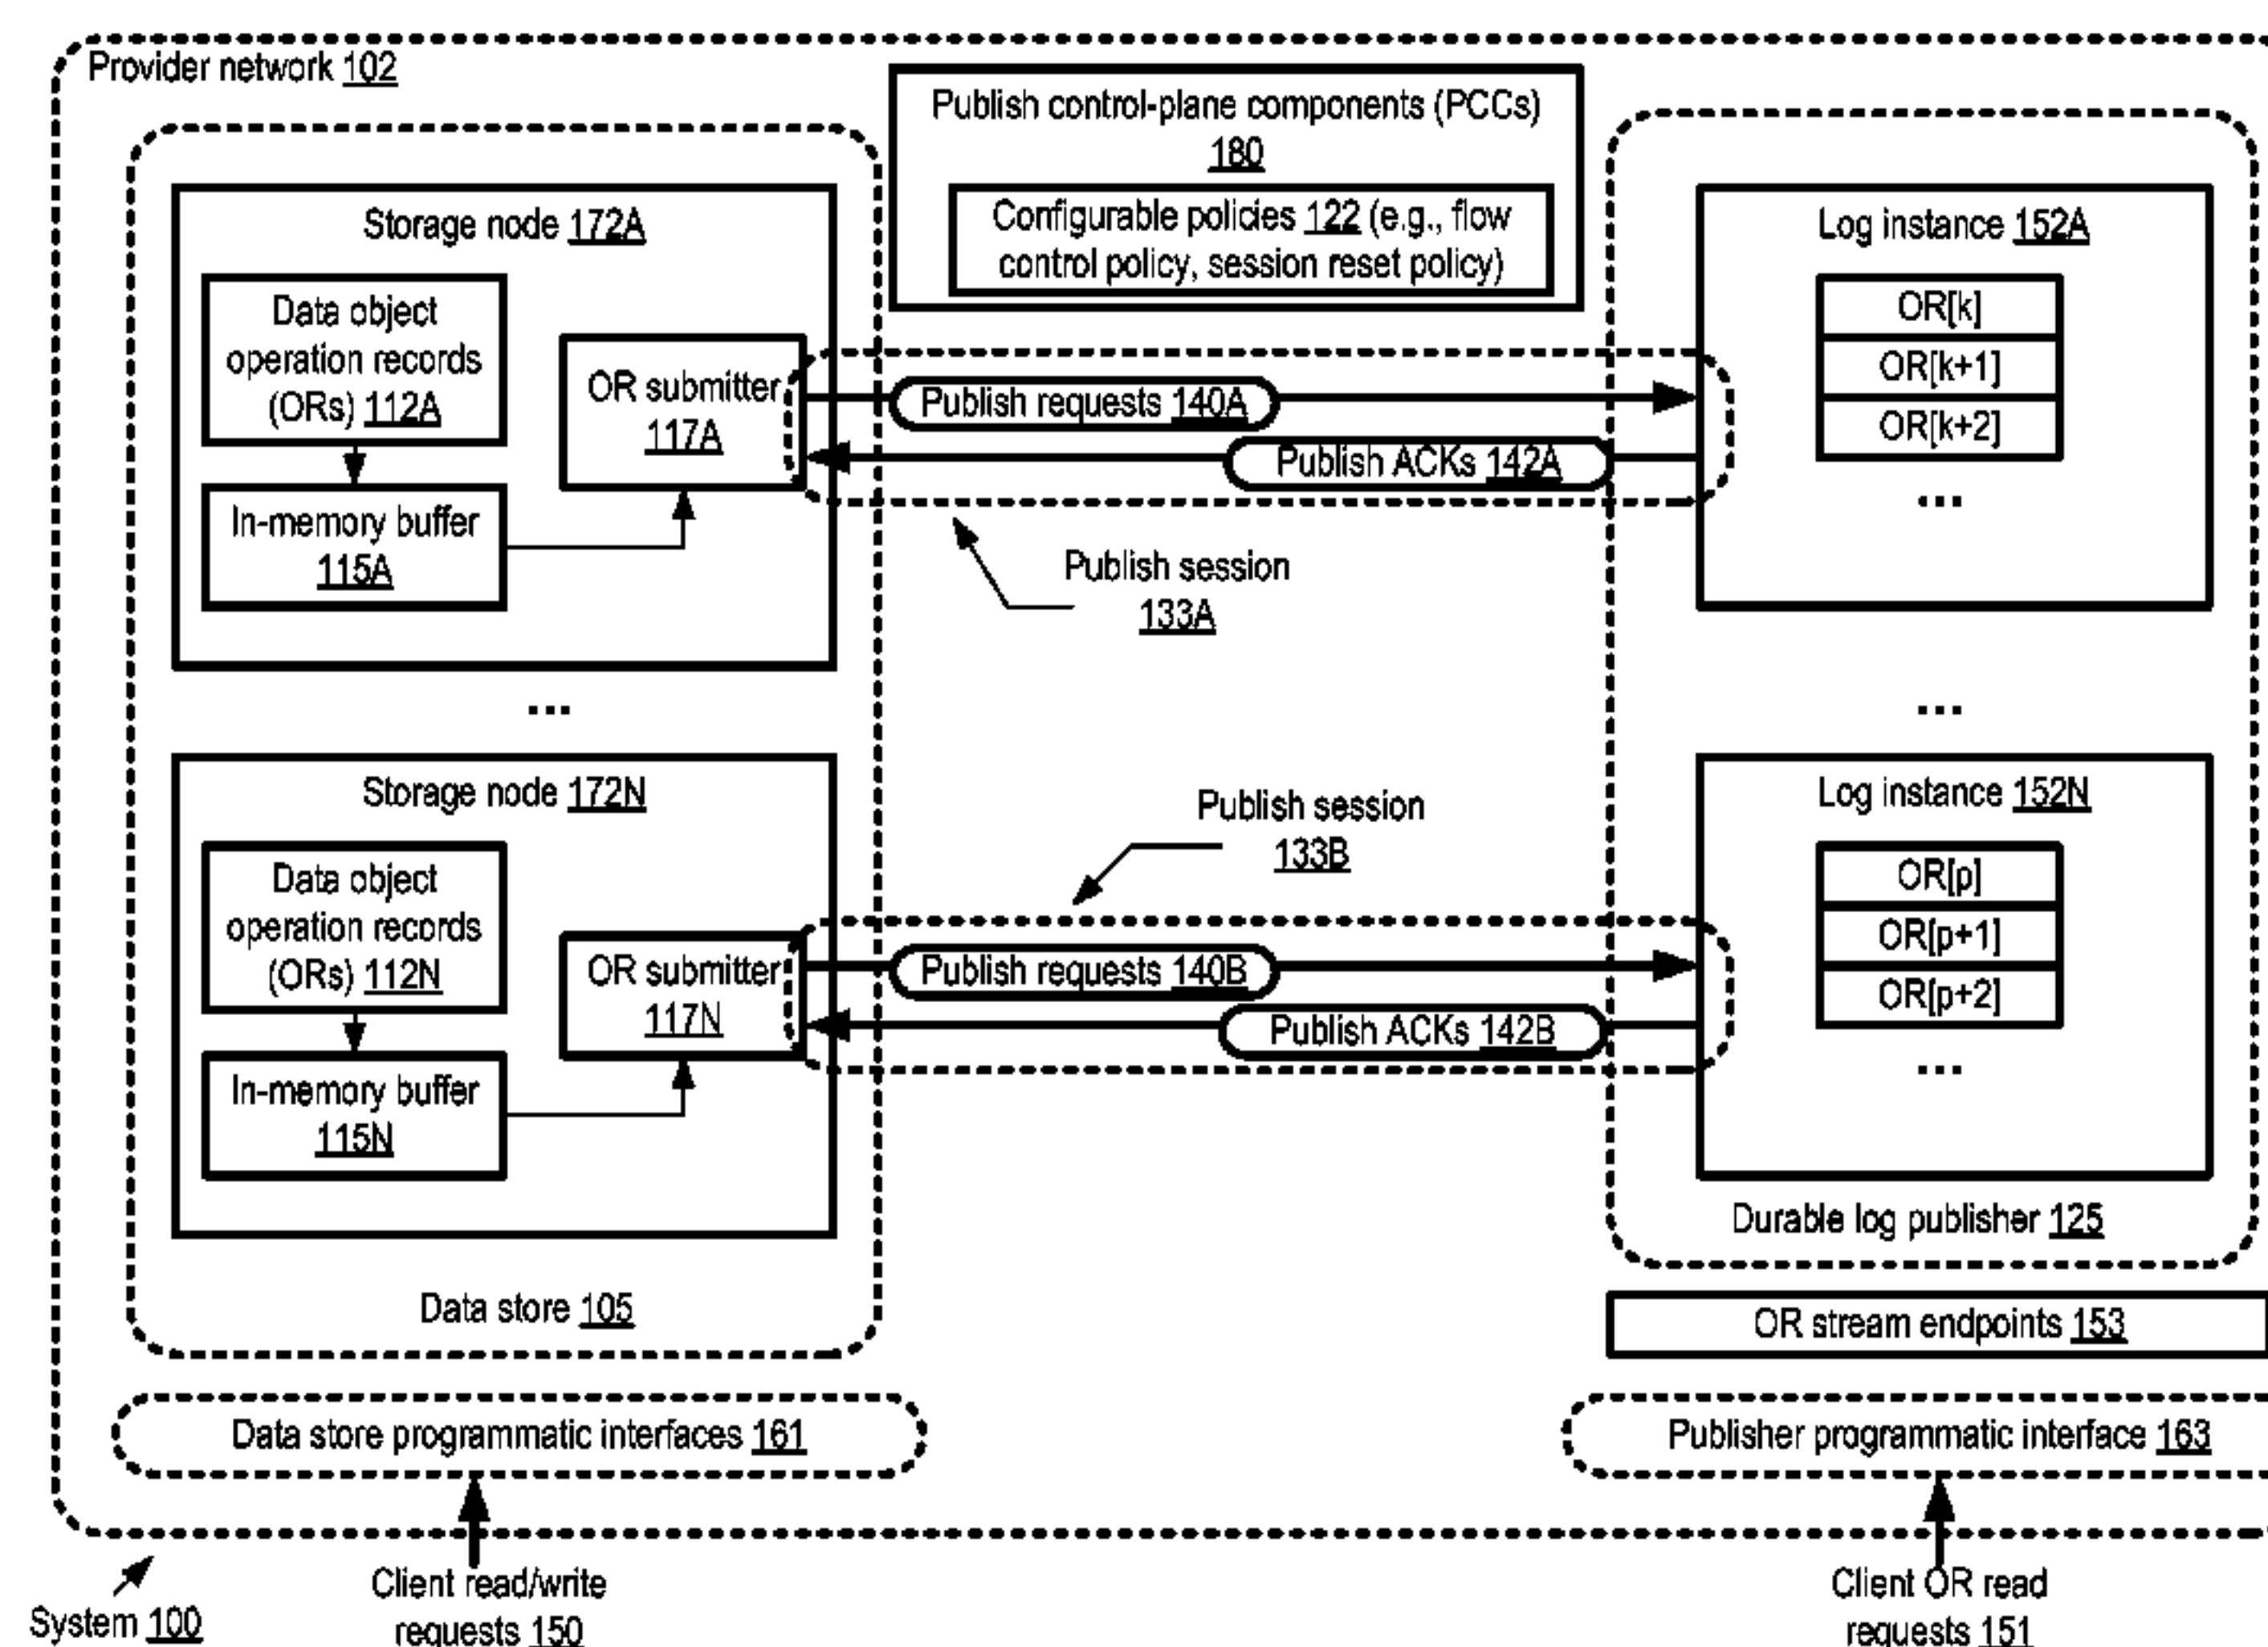 Provider network 102
Publish control-plane components (PCCs)
180
Configurable policies 122 (e.g., flow
control policy, session reset policy)
Storage node 172A
Data object
operation records
(ORs) 112A
In-memory buffer
115A
OR submitter
117A
Publish requests 140A
Publish ACKs 142A
Publish session
133A
Log instance 152A
OR[k]
OR[k+1]
OR[k+2]
...
...
...
Storage node 172N
Data object
operation records
(ORs) 112N
In-memory buffer
115N
OR submitter
117N
Publish session
133B
Publish requests 140B
Publish ACKs 142B
Log instance 152N
OR[p]
OR[p+1]
OR[p+2]
...
Durable log publisher 125
Data store 105
OR stream endpoints 153
Data store programmatic interfaces 161
Publisher programmatic interface 163
System 100
Client read/write
requests 150
Client OR read
requests 151